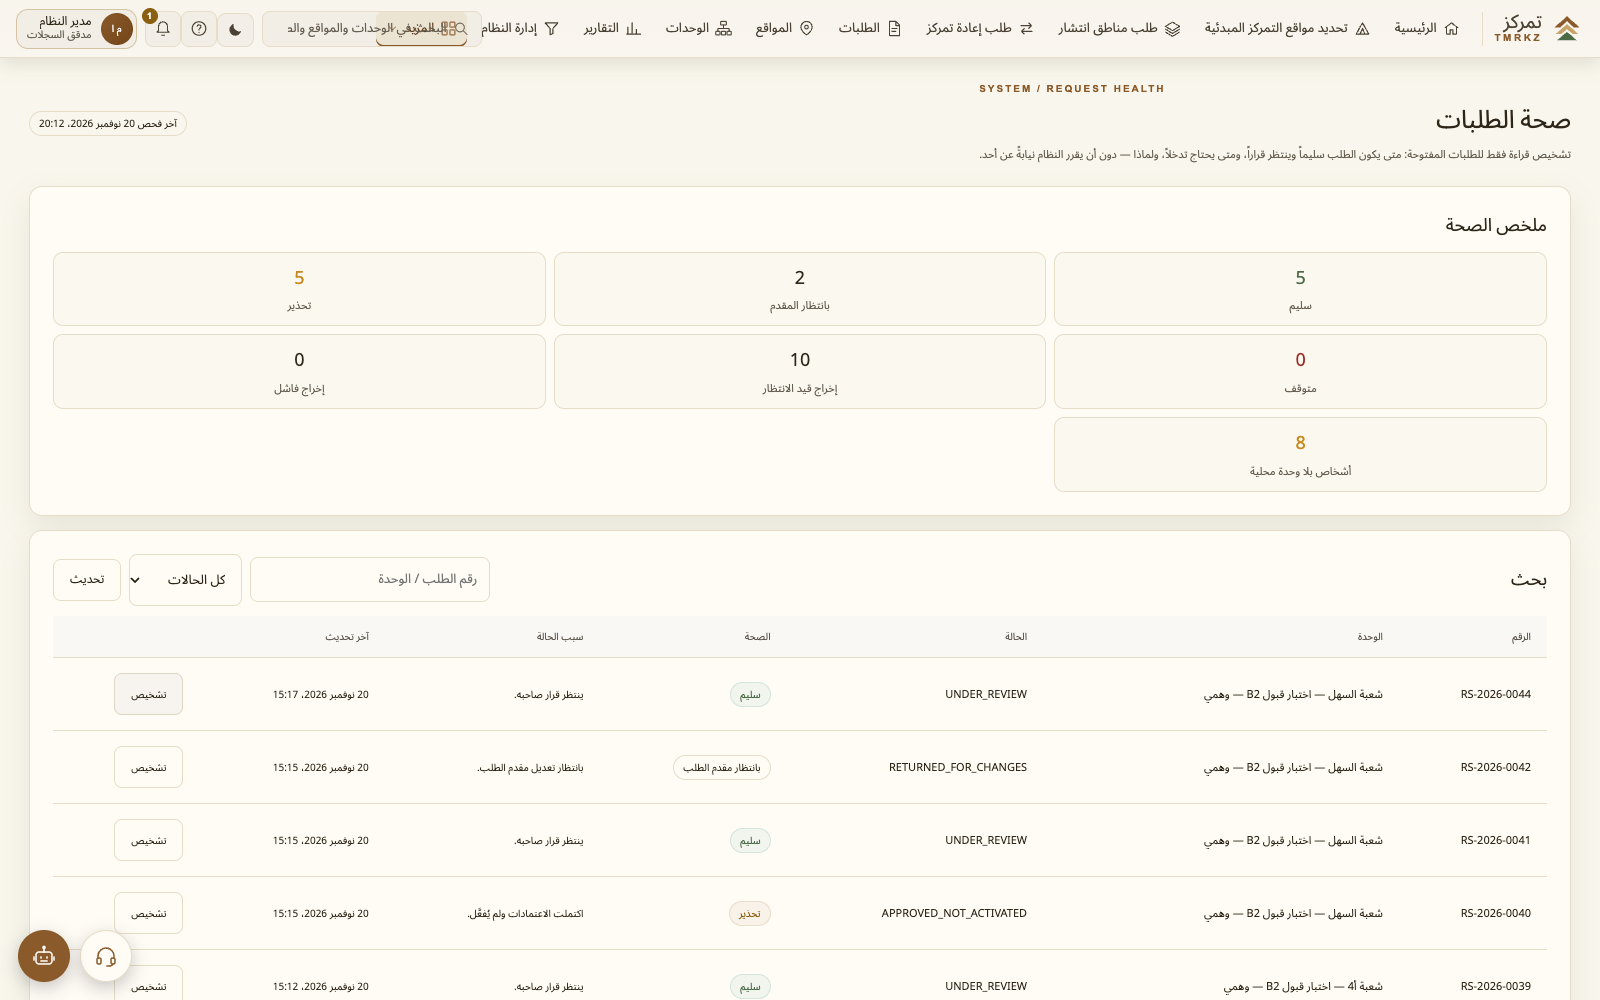 تمركز
TMRKZ
الرئيسية
تحديد مواقع التمركز المبدئية
طلب مناطق انتشار
طلب إعادة تمركز
الطلبات
المواقع
الوحدات
التقارير
إدارة النظام
المزيد
في الوحدات والمواقع والط
1
م ا
مدير النظام
مدقق السجلات
SYSTEM / REQUEST HEALTH
صحة الطلبات
تشخيص قراءة فقط للطلبات المفتوحة: متى يكون الطلب سليماً وينتظر قراراً، ومتى يحتاج تدخلاً، ولماذا — دون أن يقرر النظام نيابةً عن أحد.
آخر فحص 20 نوفمبر 2026، 20:12
ملخص الصحة
5
سليم
2
بانتظار المقدم
5
تحذير
0
متوقف
10
إخراج قيد الانتظار
0
إخراج فاشل
8
أشخاص بلا وحدة محلية
بحث
رقم الطلب / الوحدة
كل الحالات
تحديث
الرقم الوحدة الحالة الصحة سبب الحالة آخر تحديث
RS-2026-0044 شعبة السهل — اختبار قبول B2 — وهمي UNDER_REVIEW سليم ينتظر قرار صاحبه. 20 نوفمبر 2026، 15:17 تشخيص
RS-2026-0042 شعبة السهل — اختبار قبول B2 — وهمي RETURNED_FOR_CHANGES بانتظار مقدم الطلب بانتظار تعديل مقدم الطلب. 20 نوفمبر 2026، 15:15 تشخيص
RS-2026-0041 شعبة السهل — اختبار قبول B2 — وهمي UNDER_REVIEW سليم ينتظر قرار صاحبه. 20 نوفمبر 2026، 15:15 تشخيص
RS-2026-0040 شعبة السهل — اختبار قبول B2 — وهمي APPROVED_NOT_ACTIVATED تحذير اكتملت الاعتمادات ولم يُفعَّل. 20 نوفمبر 2026، 15:15 تشخيص
RS-2026-0039 شعبة أ4 — اختبار قبول B2 — وهمي UNDER_REVIEW سليم ينتظر قرار صاحبه. 20 نوفمبر 2026، 15:12 تشخيص